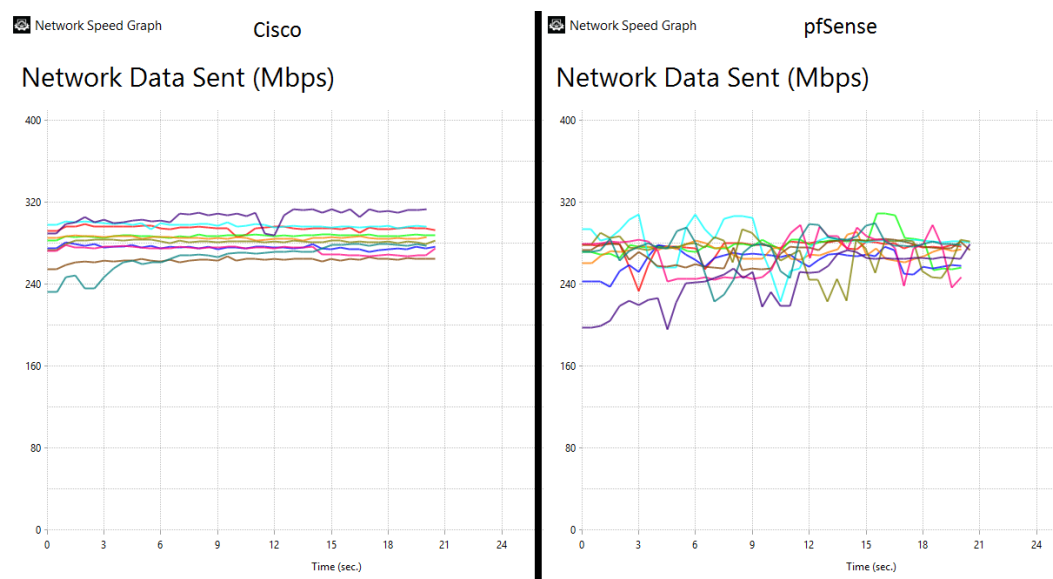 Network Speed Graph
Cisco
Network Data Sent (Mbps)
400
320
240
160
80
0
0 3 6 9 12 15 18 21 24
Time (sec.)
Network Speed Graph
pfSense
Network Data Sent (Mbps)
400
320
240
160
80
0
0 3 6 9 12 15 18 21 24
Time (sec.)